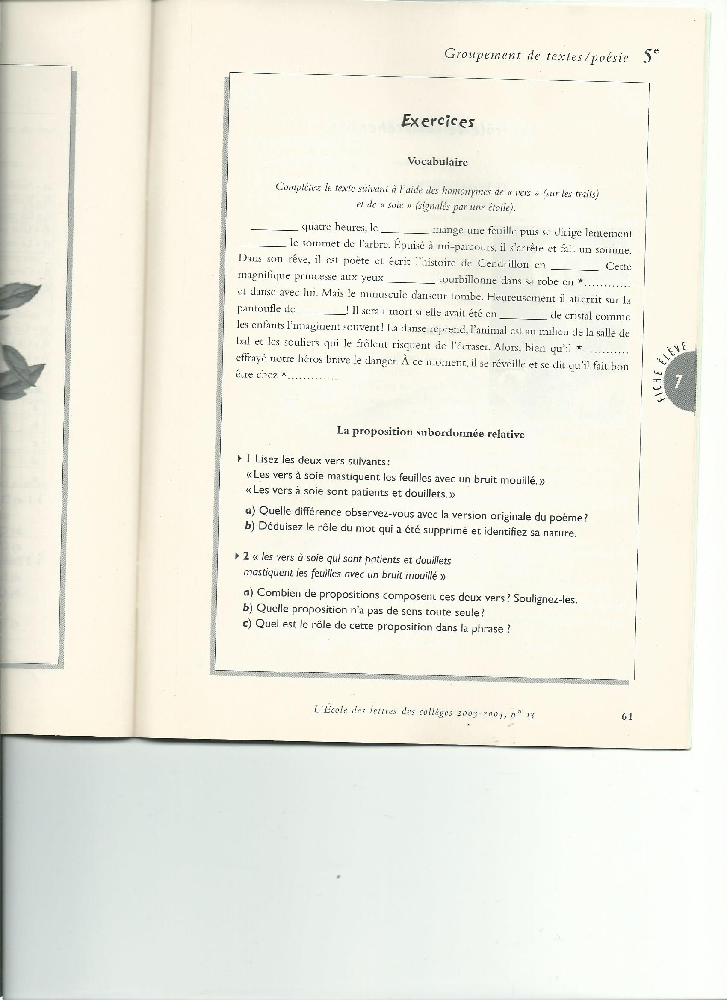 Groupement de textes/poésie 5e
Exercices
Vocabulaire
Complétez le texte suivant à l'aide des homonymes de « vers » (sur les traits)
et de « soie » (signalés par une étoile).
________ quatre heures, le ________ mange une feuille puis se dirige lentement
________ le sommet de l'arbre. Épuisé à mi-parcours, il s'arrête et fait un somme.
Dans son rêve, il est poète et écrit l'histoire de Cendrillon en ________. Cette
magnifique princesse aux yeux ________ tourbillonne dans sa robe en *............
et danse avec lui. Mais le minuscule danseur tombe. Heureusement il atterrit sur la
pantoufle de ________! Il serait mort si elle avait été en ________ de cristal comme
les enfants l'imaginent souvent! La danse reprend, l'animal est au milieu de la salle de
bal et les souliers qui le frôlent risquent de l'écraser. Alors, bien qu'il *............
effrayé notre héros brave le danger. À ce moment, il se réveille et se dit qu'il fait bon
être chez *.............
La proposition subordonnée relative
1 Lisez les deux vers suivants:
«Les vers à soie mastiquent les feuilles avec un bruit mouillé.»
«Les vers à soie sont patients et douillets.»
a) Quelle différence observez-vous avec la version originale du poème?
b) Déduisez le rôle du mot qui a été supprimé et identifiez sa nature.
2 « les vers à soie qui sont patients et douillets
mastiquent les feuilles avec un bruit mouillé »
a) Combien de propositions composent ces deux vers? Soulignez-les.
b) Quelle proposition n'a pas de sens toute seule?
c) Quel est le rôle de cette proposition dans la phrase ?
FICHE ÉLÈVE
7
L'École des lettres des collèges 2003-2004, n° 13
61